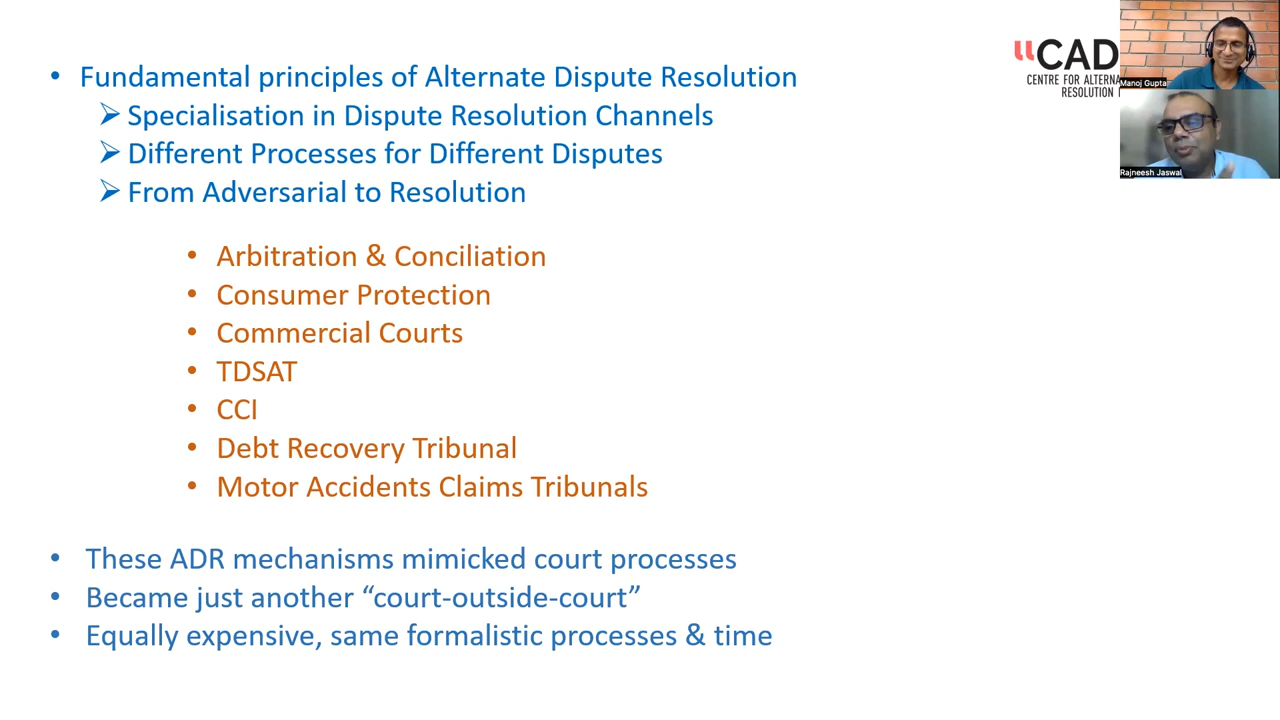 • Fundamental principles of Alternate Dispute Resolution
➢ Specialisation in Dispute Resolution Channels
➢ Different Processes for Different Disputes
➢ From Adversarial to Resolution
• Arbitration & Conciliation
• Consumer Protection
• Commercial Courts
• TDSAT
• CCI
• Debt Recovery Tribunal
• Motor Accidents Claims Tribunals
• These ADR mechanisms mimicked court processes
• Became just another “court-outside-court”
• Equally expensive, same formalistic processes & time
CAD
CENTRE FOR ALTERNA
RESOLUTION
Manoj Gupta
Rajneesh Jaswal